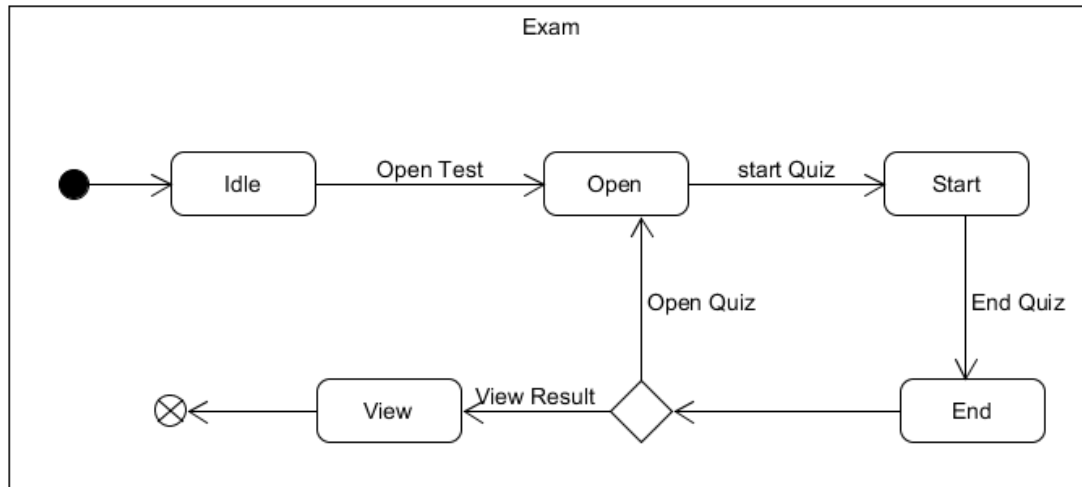 Exam
Idle
Open Test
Open
start Quiz
Start
Open Quiz
End Quiz
View
View Result
End